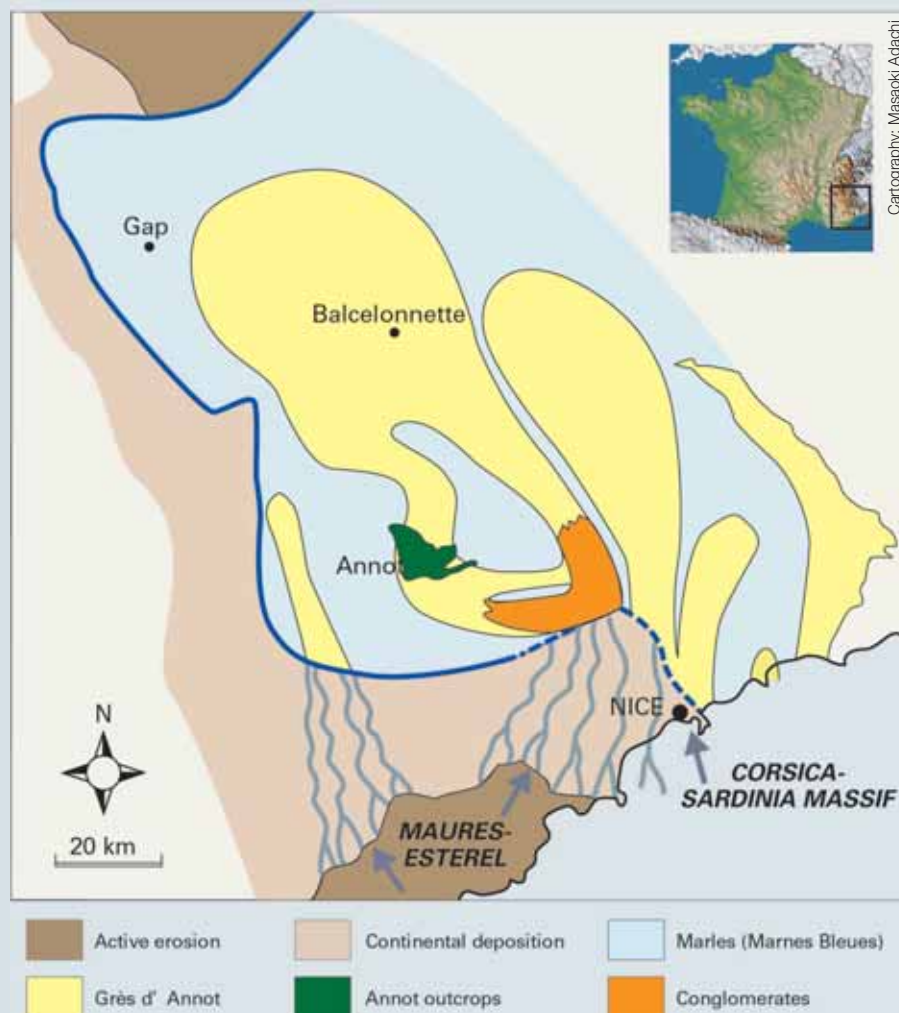 Cartography: Masaoki Adachi
Gap
Balcelonnette
Annot
N
NICE
CORSICA-
SARDINIA MASSIF
MAURES-
ESTEREL
20 km
Active erosion
Continental deposition
Marles (Marnes Bleues)
Grès d' Annot
Annot outcrops
Conglomerates